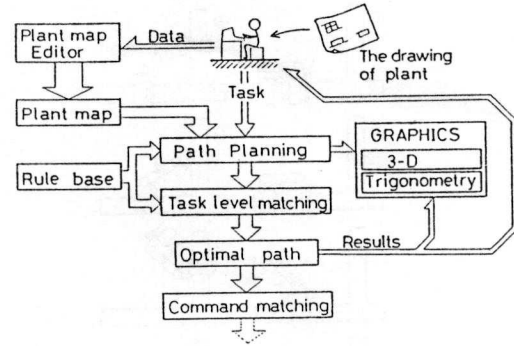 Plant map
Editor
Data
The drawing
of plant
Task
Plant map
Path Planning
GRAPHICS
3-D
Trigonometry
Rule base
Task level matching
Optimal path
Results
Command matching